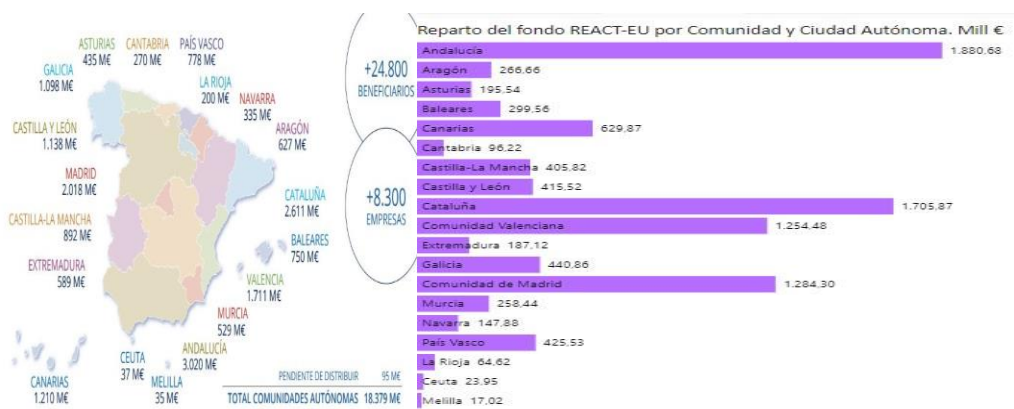 ASTURIAS
435 M€
CANTABRIA
270 M€
PAÍS VASCO
778 M€
GALICIA
1.098 M€
LA RIOJA
200 M€
NAVARRA
335 M€
CASTILLA Y LEÓN
1.138 M€
ARAGÓN
627 M€
MADRID
2.018 M€
CATALUÑA
2.611 M€
CASTILLA-LA MANCHA
892 M€
BALEARES
750 M€
EXTREMADURA
589 M€
VALENCIA
1.711 M€
MURCIA
529 M€
CEUTA
37 M€
ANDALUCÍA
3.020 M€
CANARIAS
1.210 M€
MELILLA
35 M€
PENDIENTE DE DISTRIBUIR 95 M€
TOTAL COMUNIDADES AUTÓNOMAS 18.379 M€
+24.800
BENEFICIARIOS
+8.300
EMPRESAS
Reparto del fondo REACT-EU por Comunidad y Ciudad Autónoma. Mill €
Andalucía 1.880,68
Aragón 266,66
Asturias 195,54
Baleares 299,56
Canarias 629,87
Cantabria 96,22
Castilla-La Mancha 405,82
Castilla y León 415,52
Cataluña 1.705,87
Comunidad Valenciana 1.254,48
Extremadura 187,12
Galicia 440,86
Comunidad de Madrid 1.284,30
Murcia 258,44
Navarra 147,88
País Vasco 425,53
La Rioja 64,62
Ceuta 23,95
Melilla 17,02